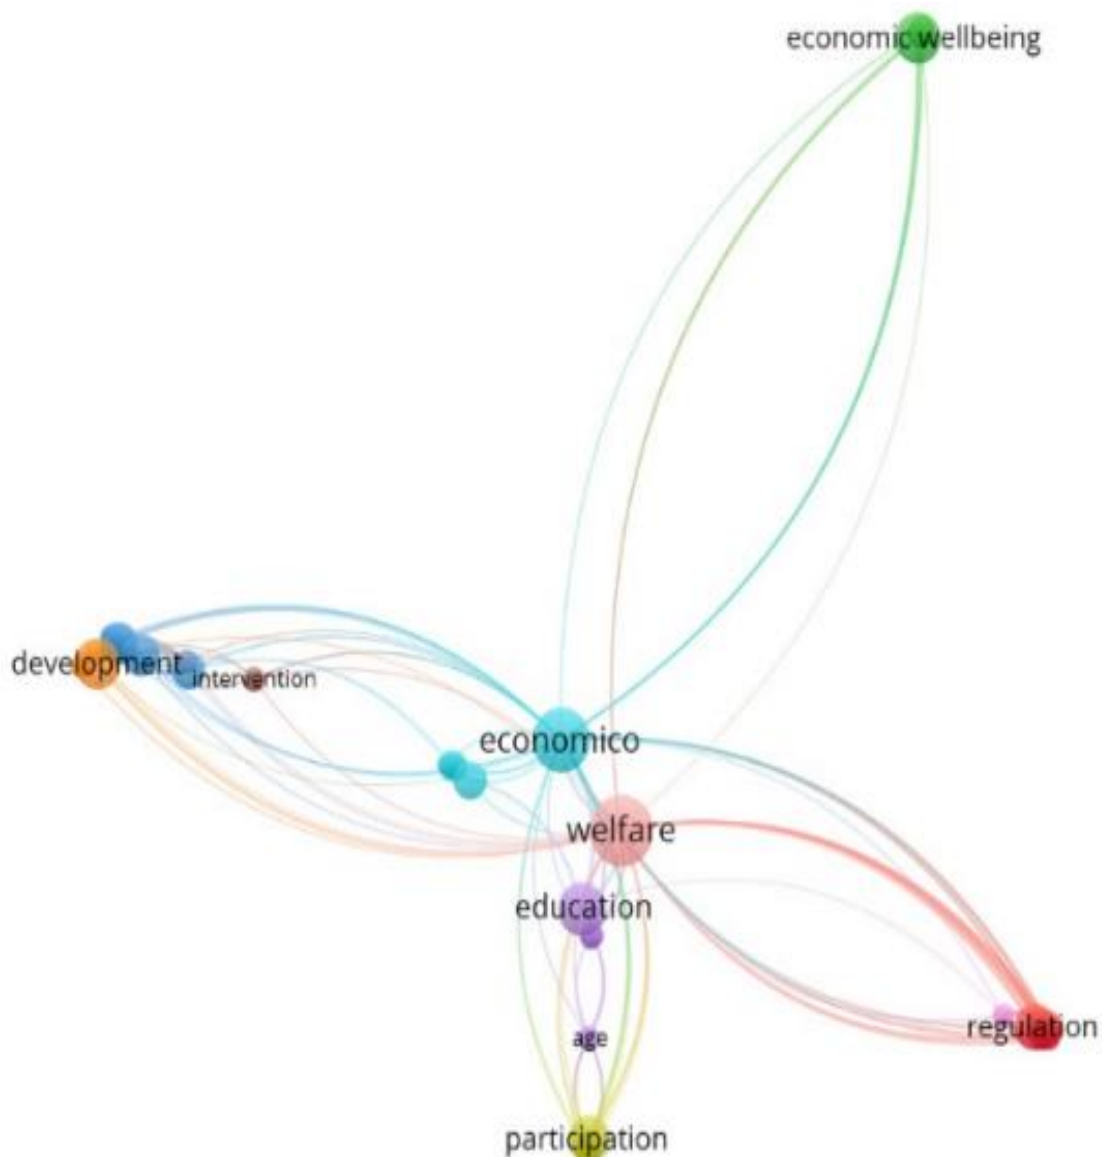 economic wellbeing
development
intervention
economico
welfare
education
regulation
age
participation